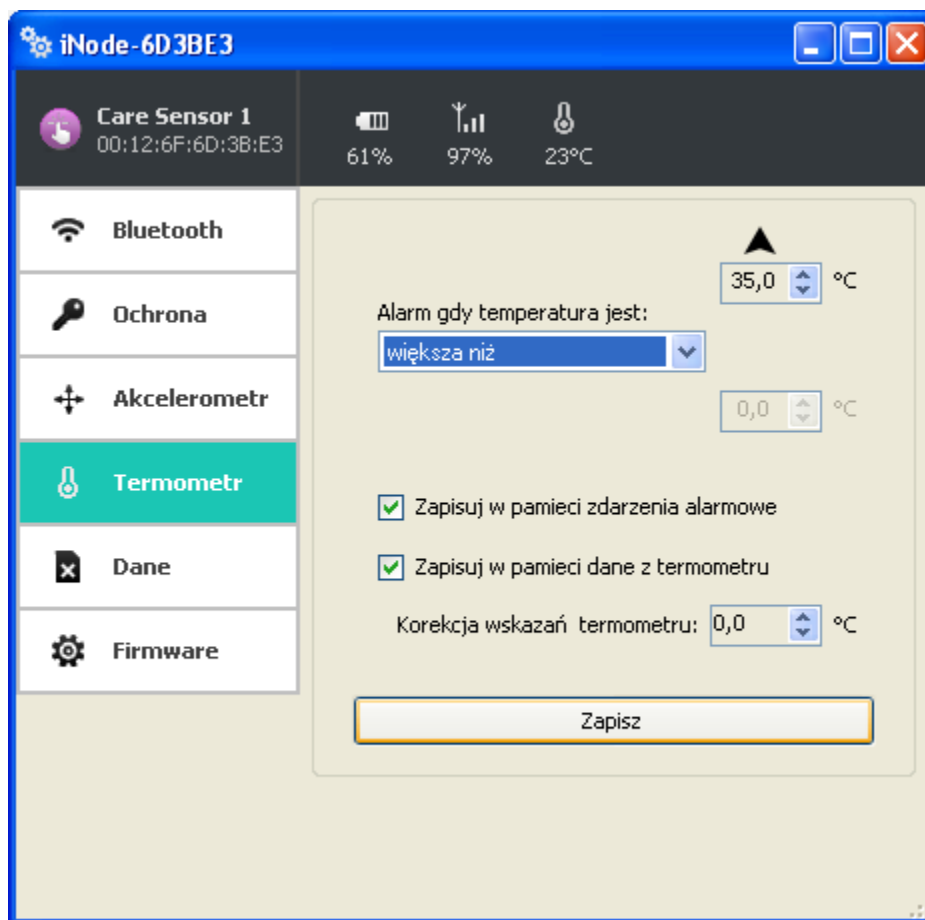 iNode-6D3BE3
Care Sensor 1
00:12:6F:6D:3B:E3
61%
97%
23°C
Bluetooth
Ochrona
Akcelerometr
Termometr
Dane
Firmware
35,0 °C
Alarm gdy temperatura jest:
większa niż
0,0 °C
Zapisuj w pamieci zdarzenia alarmowe
Zapisuj w pamieci dane z termometru
Korekcja wskazań termometru: 0,0 °C
Zapisz